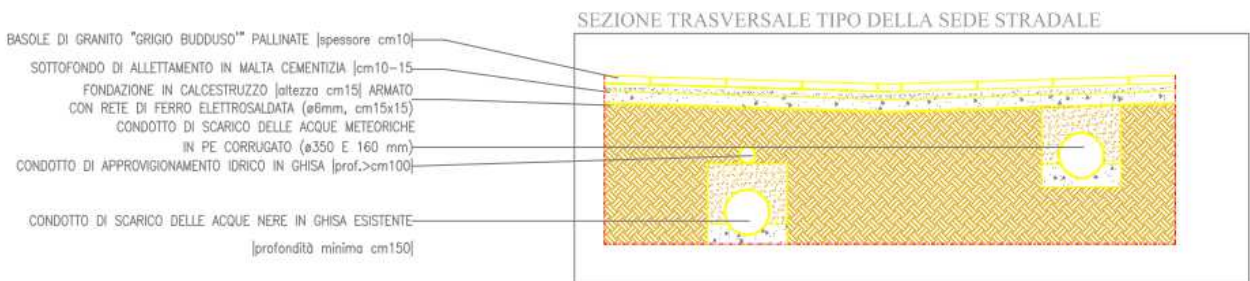 SEZIONE TRASVERSALE TIPO DELLA SEDE STRADALE
BASOLE DI GRANITO "GRIGIO BUDDUSO'" PALLINATE |spessore cm10|
SOTTOFONDO DI ALLETTAMENTO IN MALTA CEMENTIZIA |cm10-15
FONDAZIONE IN CALCESTRUZZO |altezza cm15| ARMATO
CON RETE DI FERRO ELETTROSALDATA (ø6mm, cm15x15)
CONDOTTO DI SCARICO DELLE ACQUE METEORICHE
IN PE CORRUGATO (ø350 E 160 mm)
CONDOTTO DI APPROVIGIONAMENTO IDRICO IN GHISA |prof.>cm100|
CONDOTTO DI SCARICO DELLE ACQUE NERE IN GHISA ESISTENTE
|profondità minima cm150|